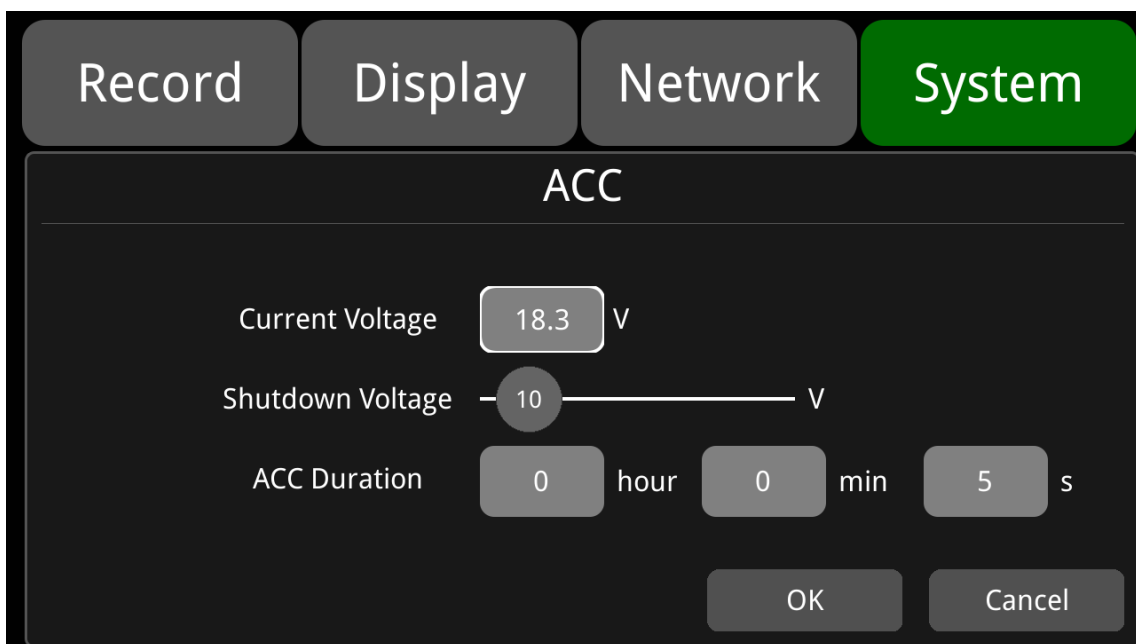 Record Display Network System
ACC
Current Voltage 18.3 V
Shutdown Voltage 10 V
ACC Duration 0 hour 0 min 5 s
OK Cancel